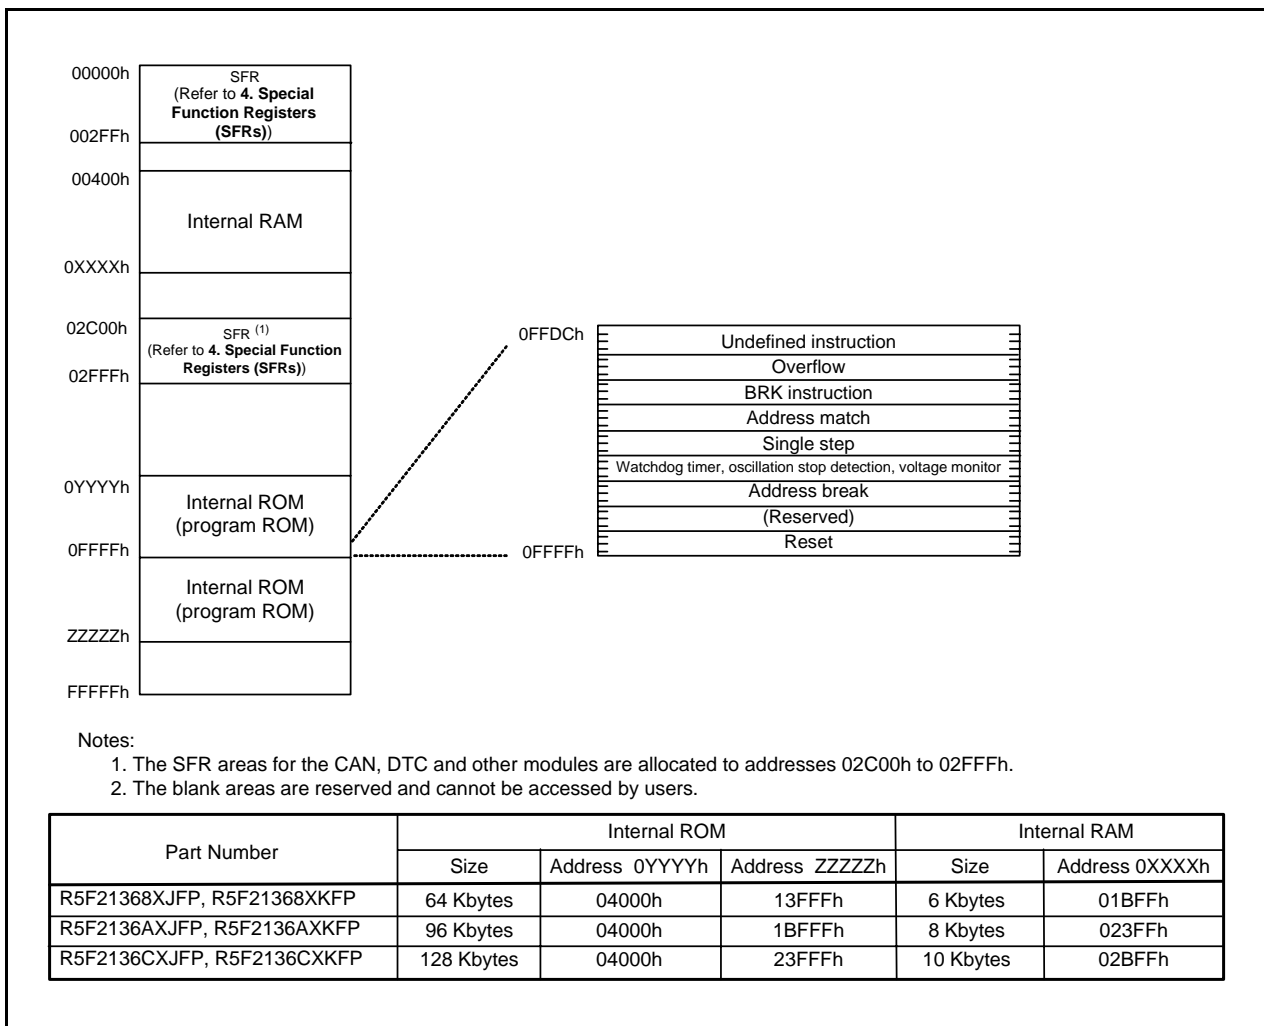 00000h
SFR
(Refer to 4. Special
Function Registers
(SFRs))
002FFh
00400h
Internal RAM
0XXXXh
02C00h
SFR (1)
(Refer to 4. Special Function
Registers (SFRs))
02FFFh
0YYYYh
Internal ROM
(program ROM)
0FFFFh
Internal ROM
(program ROM)
ZZZZZh
FFFFFh
0FFDCh
Undefined instruction
Overflow
BRK instruction
Address match
Single step
Watchdog timer, oscillation stop detection, voltage monitor
Address break
(Reserved)
Reset
0FFFFh
Notes:
1. The SFR areas for the CAN, DTC and other modules are allocated to addresses 02C00h to 02FFFh.
2. The blank areas are reserved and cannot be accessed by users.
Part Number Internal ROM Internal RAM
Size Address 0YYYYh Address ZZZZZh Size Address 0XXXXh
R5F21368XJFP, R5F21368XKFP 64 Kbytes 04000h 13FFFh 6 Kbytes 01BFFh
R5F2136AXJFP, R5F2136AXKFP 96 Kbytes 04000h 1BFFFh 8 Kbytes 023FFh
R5F2136CXJFP, R5F2136CXKFP 128 Kbytes 04000h 23FFFh 10 Kbytes 02BFFh